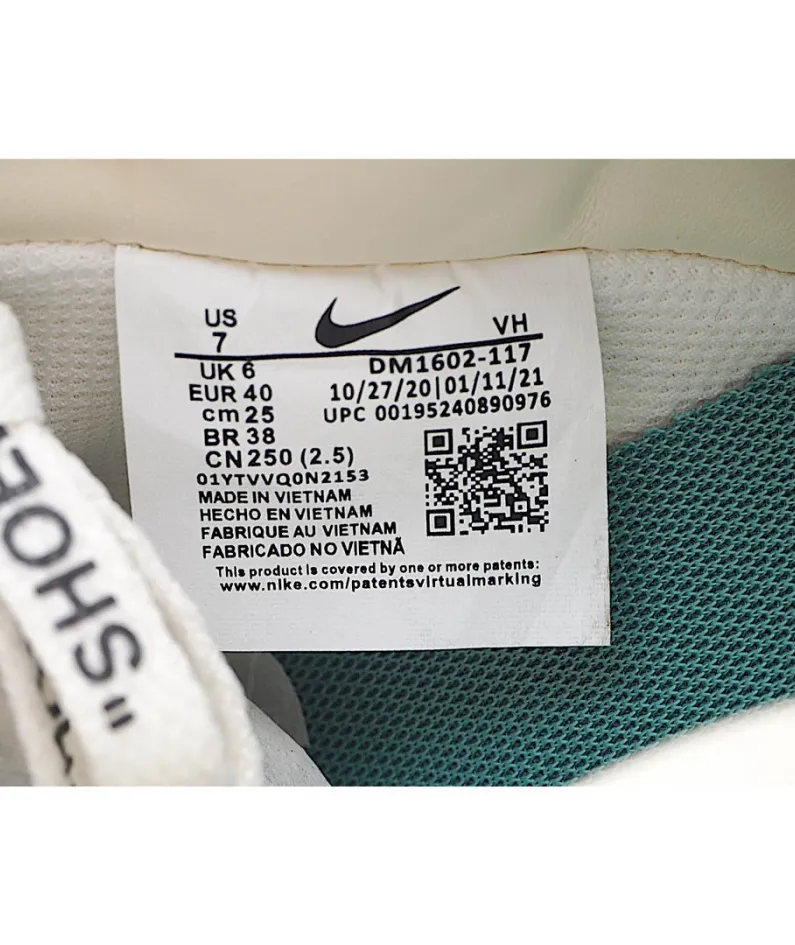 US
7
VH
UK 6
DM1602-117
EUR 40
10/27/20|01/11/21
cm 25
UPC 00195240890976
BR 38
CN 250 (2.5)
01YTVVQ0N2153
MADE IN VIETNAM
HECHO EN VIETNAM
FABRIQUE AU VIETNAM
FABRICADO NO VIETNÃ
This product is covered by one or more patents:
www.nike.com/patentsvirtualmarking
"SHOE